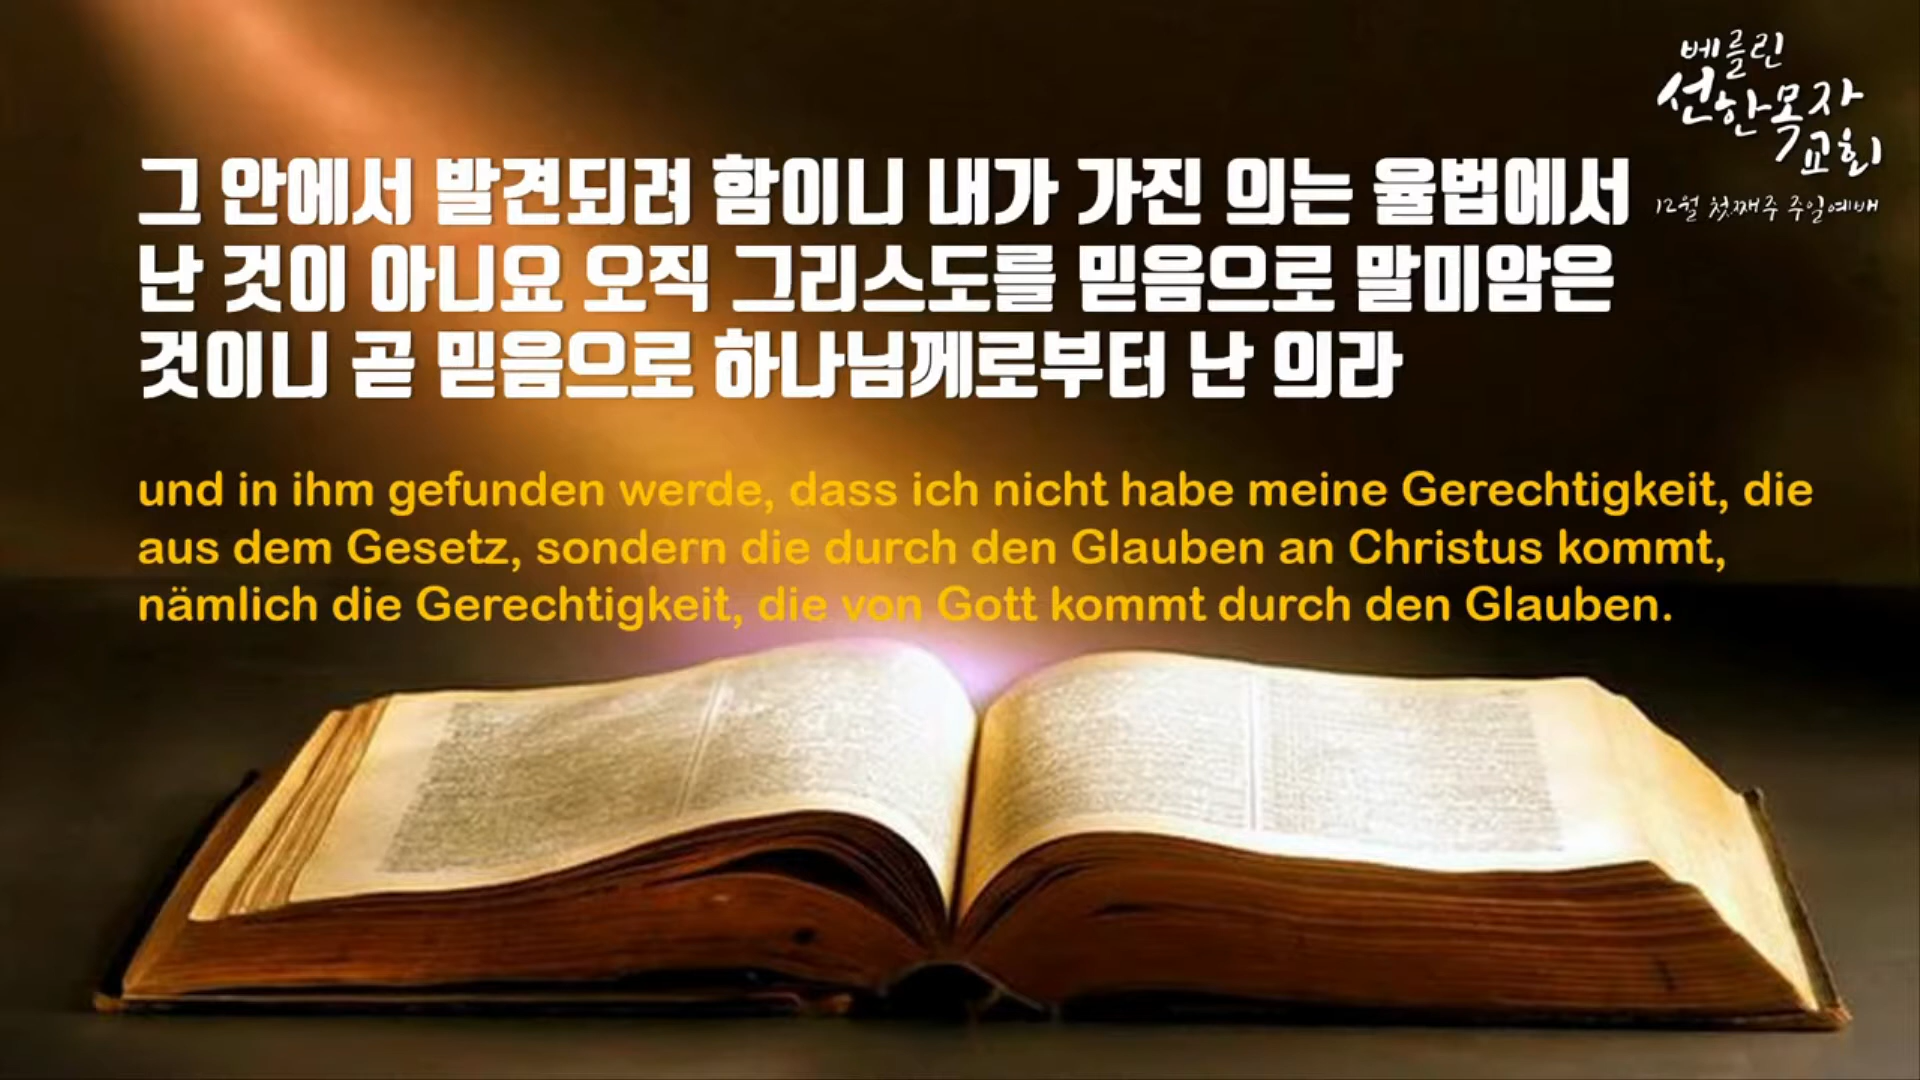 베를린
선한목자
교회
12월 첫째주 주일예배
그 안에서 발견되려 함이니 내가 가진 의는 율법에서
난 것이 아니요 오직 그리스도를 믿음으로 말미암은
것이니 곧 믿음으로 하나님께로부터 난 의라
und in ihm gefunden werde, dass ich nicht habe meine Gerechtigkeit, die
aus dem Gesetz, sondern die durch den Glauben an Christus kommt,
nämlich die Gerechtigkeit, die von Gott kommt durch den Glauben.